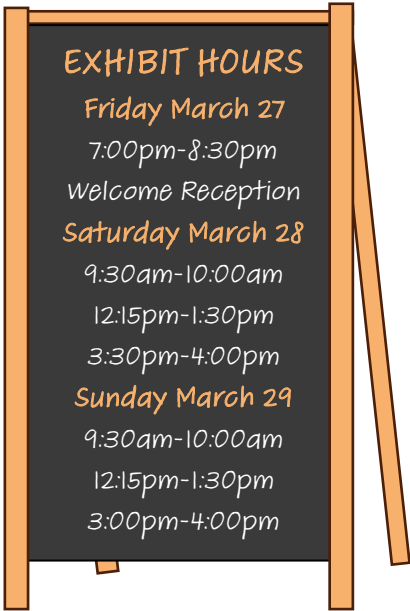 EXHIBIT HOURS
Friday March 27
7:00pm-8:30pm
Welcome Reception
Saturday March 28
9:30am-10:00am
12:15pm-1:30pm
3:30pm-4:00pm
Sunday March 29
9:30am-10:00am
12:15pm-1:30pm
3:00pm-4:00pm